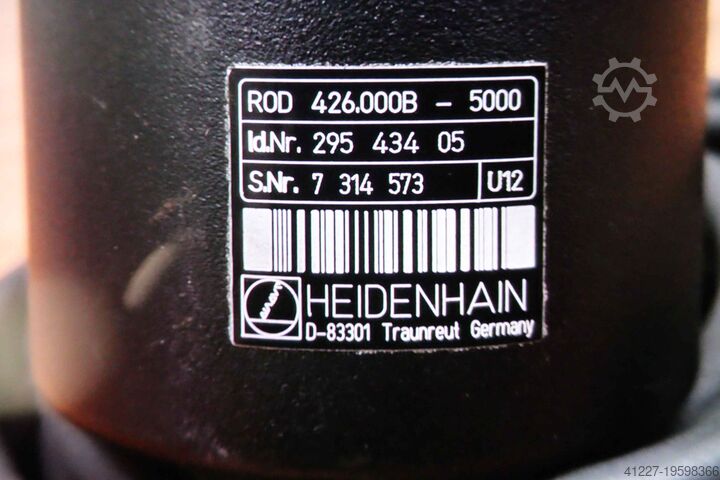 ROD 426.000B - 5000
Id.Nr. 295 434 05
S.Nr. 7 314 573 U12
HEIDENHAIN
D-83301 Traunreut Germany
41227-19598366